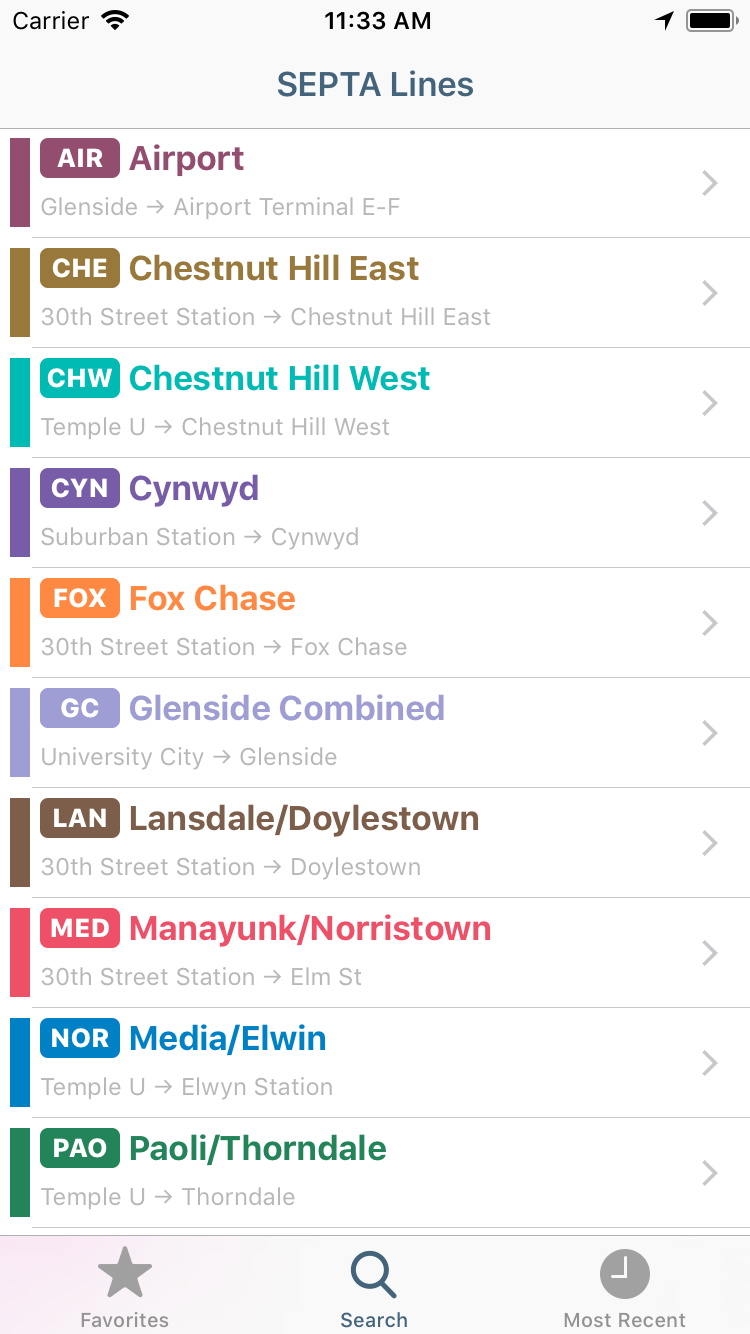 Carrier 11:33 AM
SEPTA Lines
AIR Airport
Glenside → Airport Terminal E-F
CHE Chestnut Hill East
30th Street Station → Chestnut Hill East
CHW Chestnut Hill West
Temple U → Chestnut Hill West
CYN Cynwyd
Suburban Station → Cynwyd
FOX Fox Chase
30th Street Station → Fox Chase
GC Glenside Combined
University City → Glenside
LAN Lansdale/Doylestown
30th Street Station → Doylestown
MED Manayunk/Norristown
30th Street Station → Elm St
NOR Media/Elwin
Temple U → Elwyn Station
PAO Paoli/Thorndale
Temple U → Thorndale
Favorites Search Most Recent